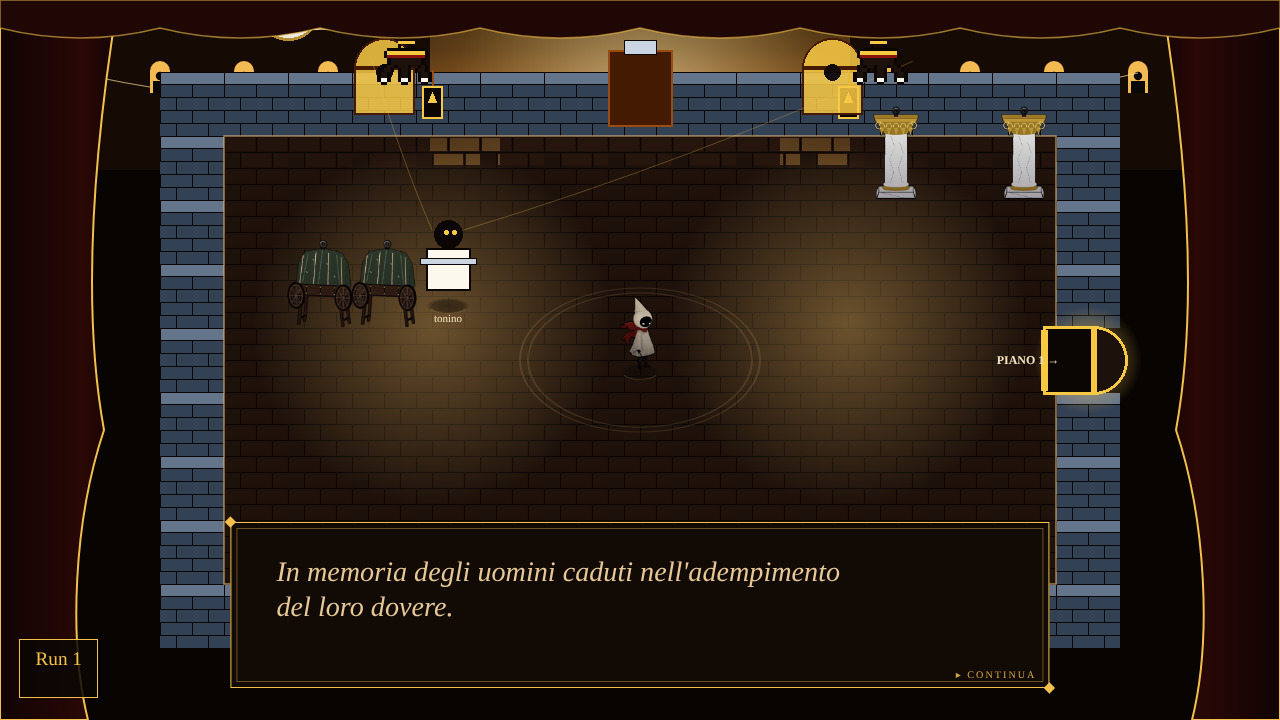 tonino
PIANO 1 →
In memoria degli uomini caduti nell'adempimento
del loro dovere.
▸ CONTINUA
Run 1